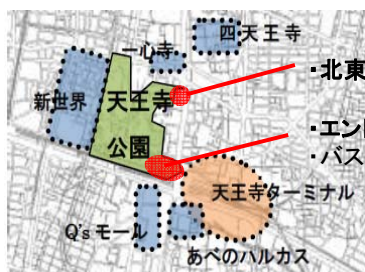 四天王寺
一心寺
・北東
新世界
天王寺
公園
・エント
・バス
天王寺ターミナル
Q'sモール
あべのハルカス